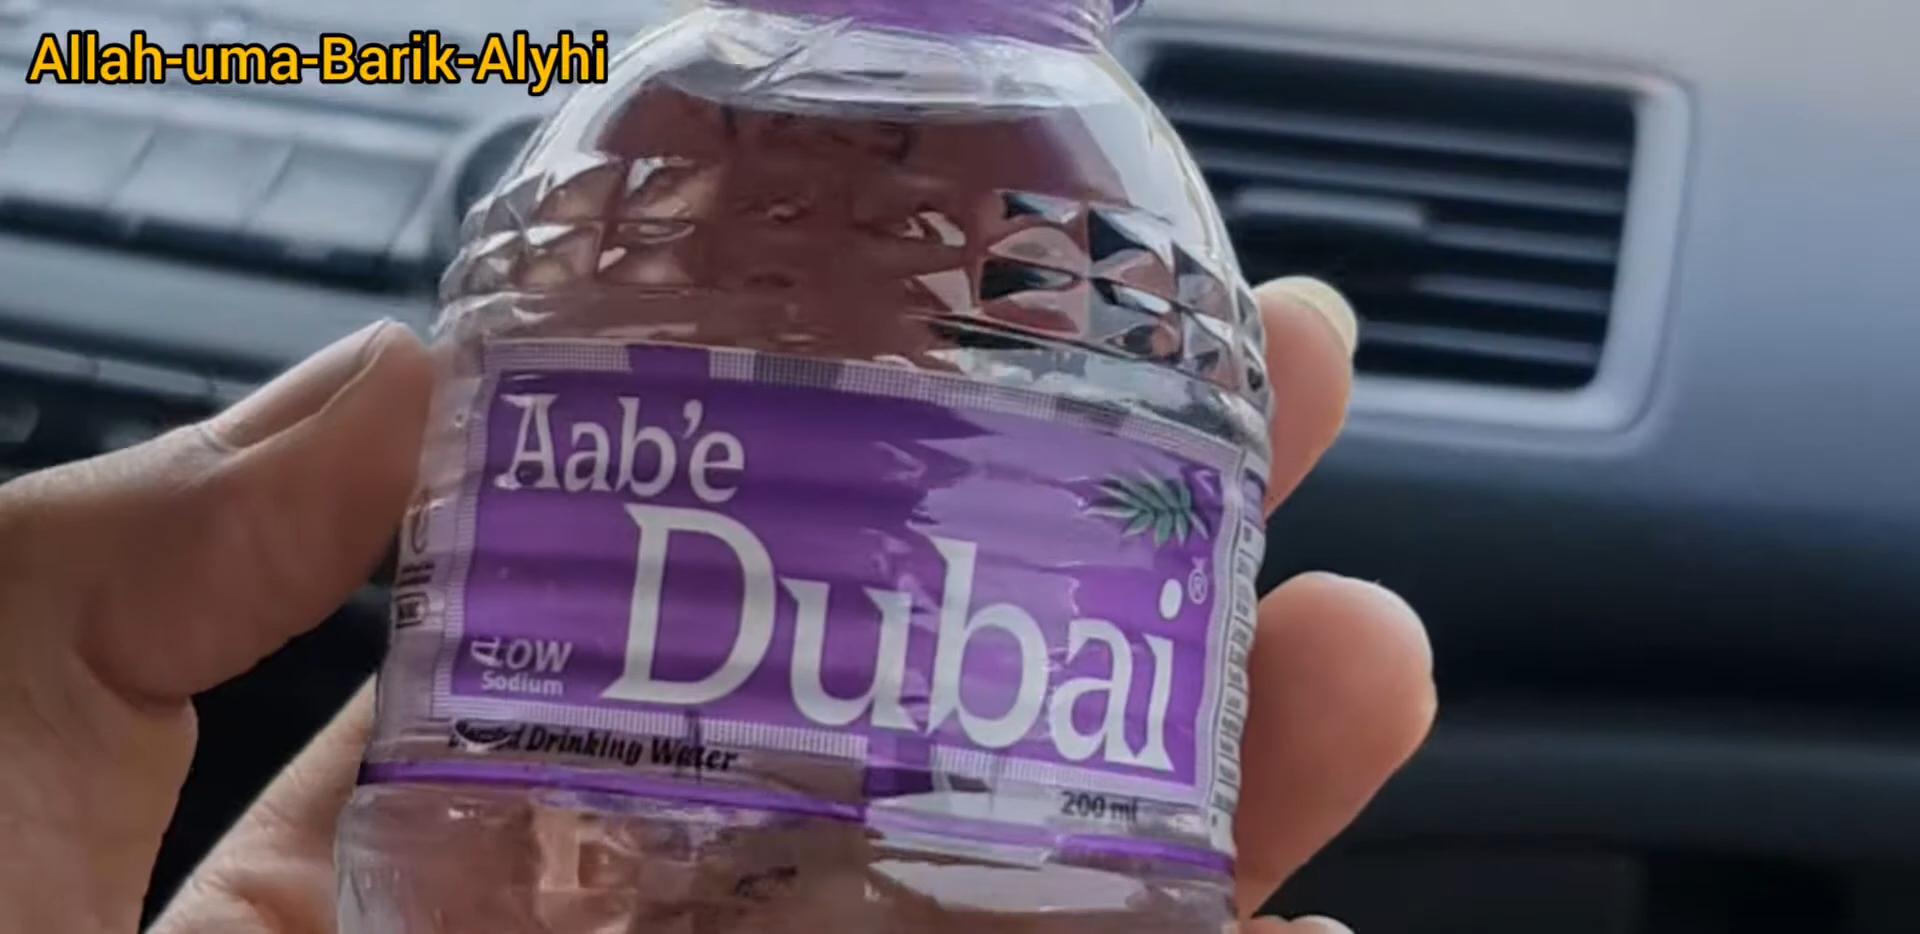 Allah-uma-Barik-Alyhi
Aab'e
Dubai
®
Low
Sodium
Drinking Water
200 ml